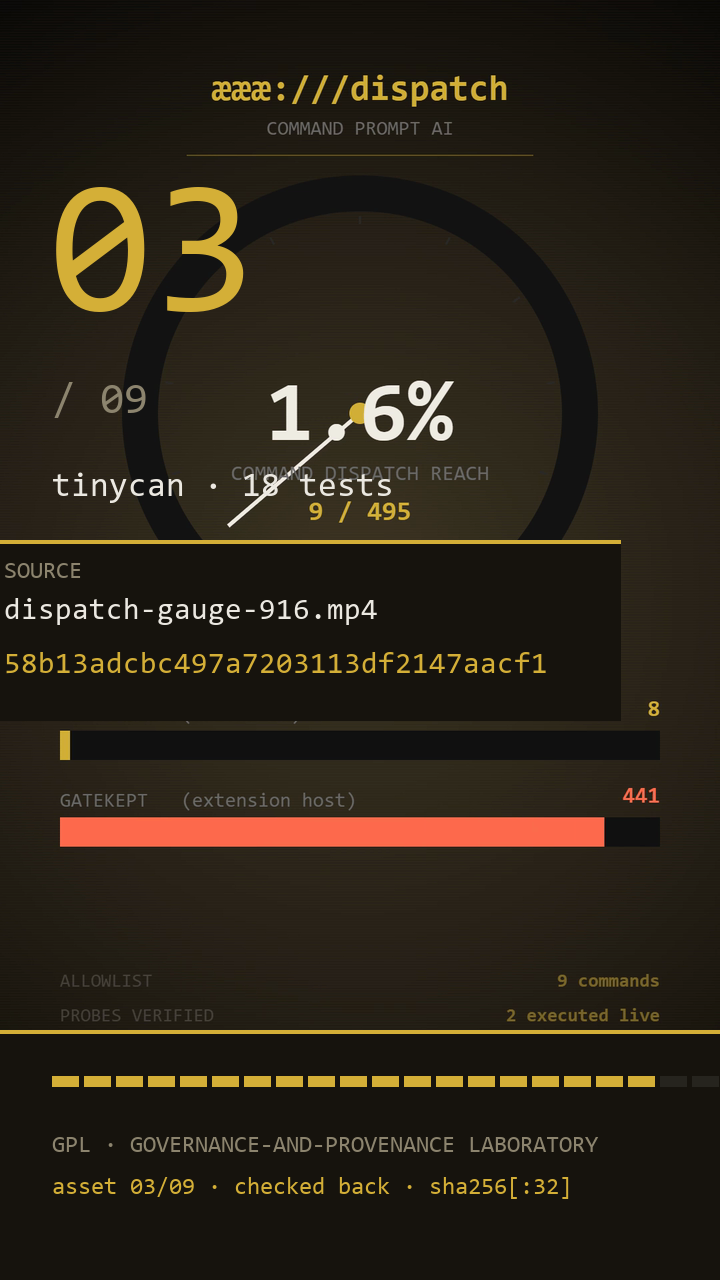 æææ:///dispatch
COMMAND PROMPT AI
03
/ 09
1.6%
COMMAND DISPATCH REACH
tinycan · 18 tests
9 / 495
SOURCE
dispatch-gauge-916.mp4
58b13adcbc497a7203113df2147aacf1
8
GATEKEPT (extension host)
441
ALLOWLIST
9 commands
PROBES VERIFIED
2 executed live
GPL · GOVERNANCE-AND-PROVENANCE LABORATORY
asset 03/09 · checked back · sha256[:32]